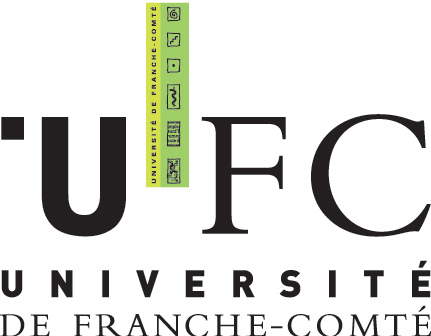 UNIVERSITÉ DE FRANCHE-COMTÉ
UFC
UNIVERSITÉ
DE FRANCHE-COMTÉ